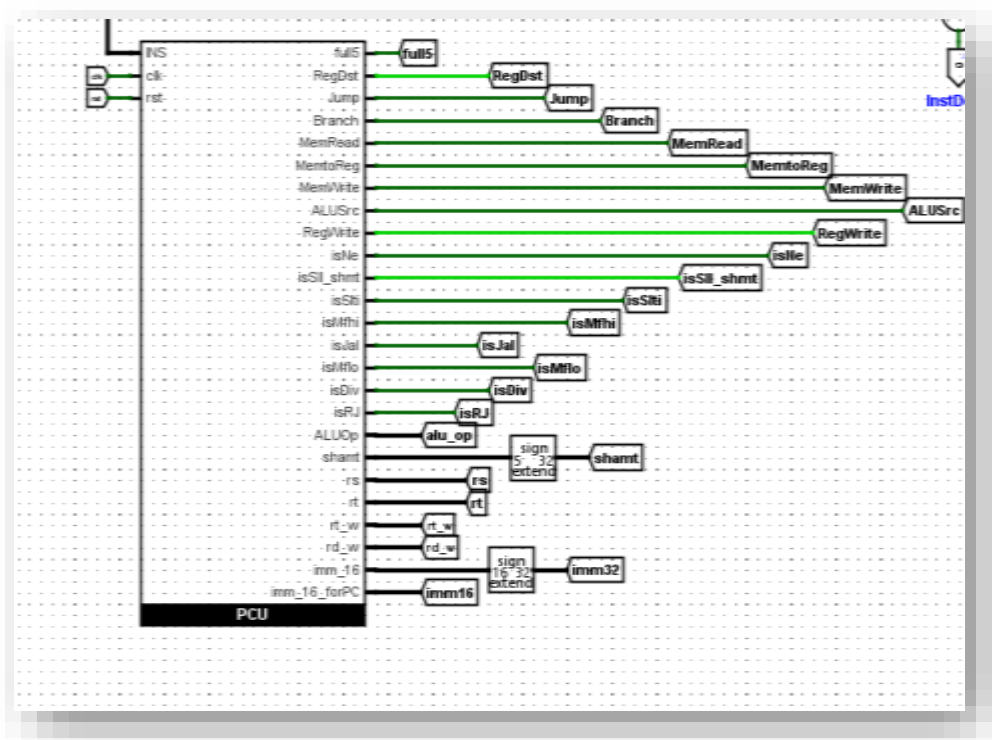 INS full5 full5
clk RegDst RegDst
rst Jump Jump
Branch Branch
MemRead MemRead
MemtoReg MemtoReg
MemWrite MemWrite
ALUSrc ALUSrc
RegWrite RegWrite
isNe isNe
isSll_shmt isSll_shmt
isSlti isSlti
isMfhi isMfhi
isJal isJal
isMflo isMflo
isDiv isDiv
isRJ isRJ
ALUOp alu_op
shamt sign 5 32 extend shamt
rs rs
rt rt
rt_w rt_w
rd_w rd_w
imm_16 sign 16 32 extend imm32
imm_16_forPC imm16
PCU